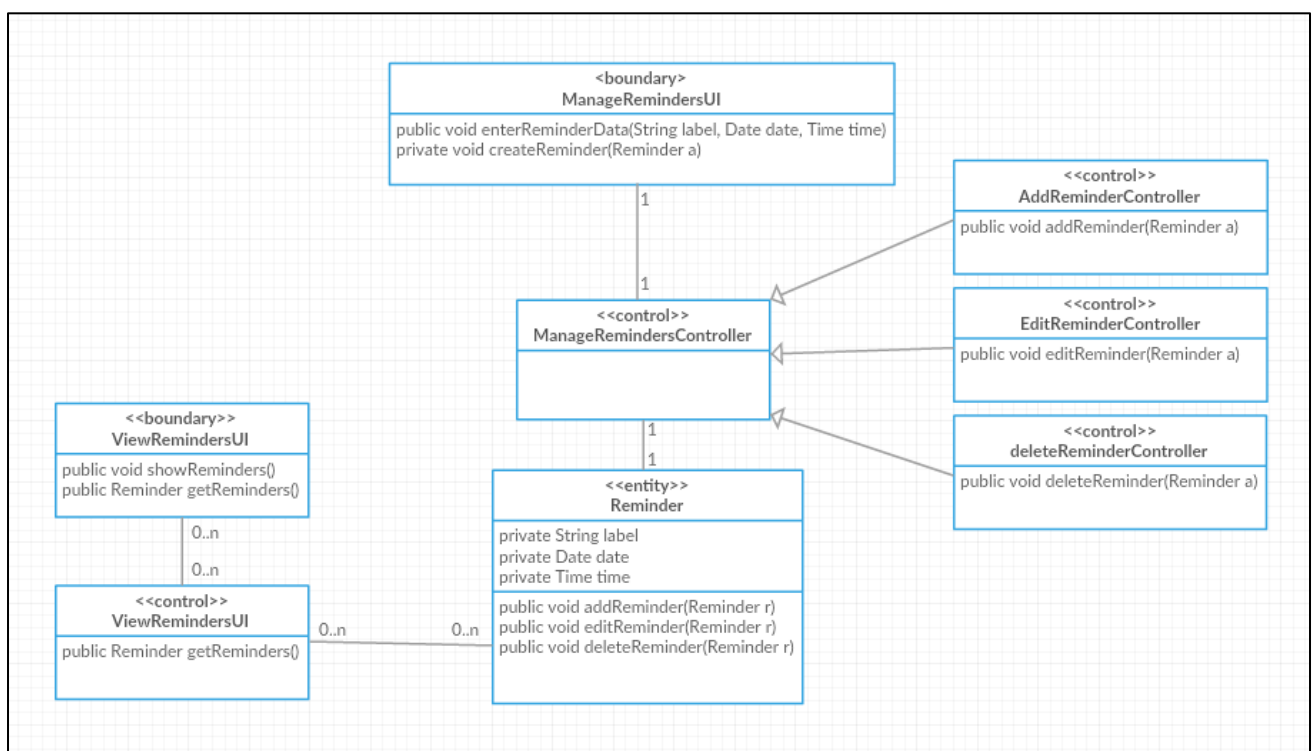 <boundary>
ManageRemindersUI
public void enterReminderData(String label, Date date, Time time)
private void createReminder(Reminder a)
1
1
<<control>>
ManageRemindersController
<<control>>
AddReminderController
public void addReminder(Reminder a)
<<control>>
EditReminderController
public void editReminder(Reminder a)
<<control>>
deleteReminderController
public void deleteReminder(Reminder a)
1
1
<<entity>>
Reminder
private String label
private Date date
private Time time
public void addReminder(Reminder r)
public void editReminder(Reminder r)
public void deleteReminder(Reminder r)
<<boundary>>
ViewRemindersUI
public void showReminders()
public Reminder getReminders()
0..n
0..n
<<control>>
ViewRemindersUI
public Reminder getReminders()
0..n
0..n